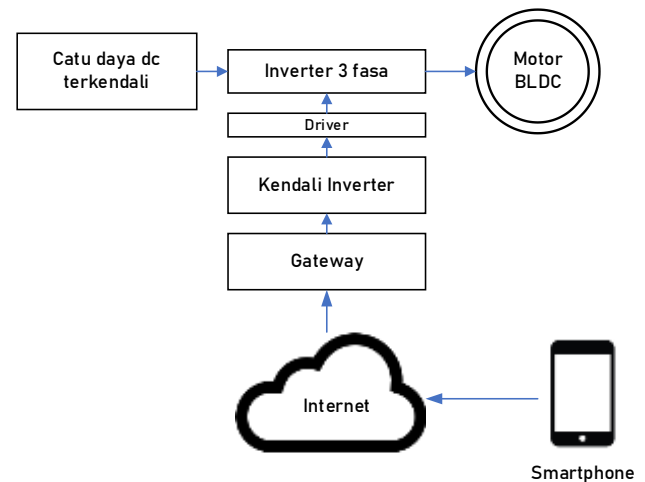 Catu daya dc
terkendali
Inverter 3 fasa
Motor
BLDC
Driver
Kendali Inverter
Gateway
Internet
Smartphone